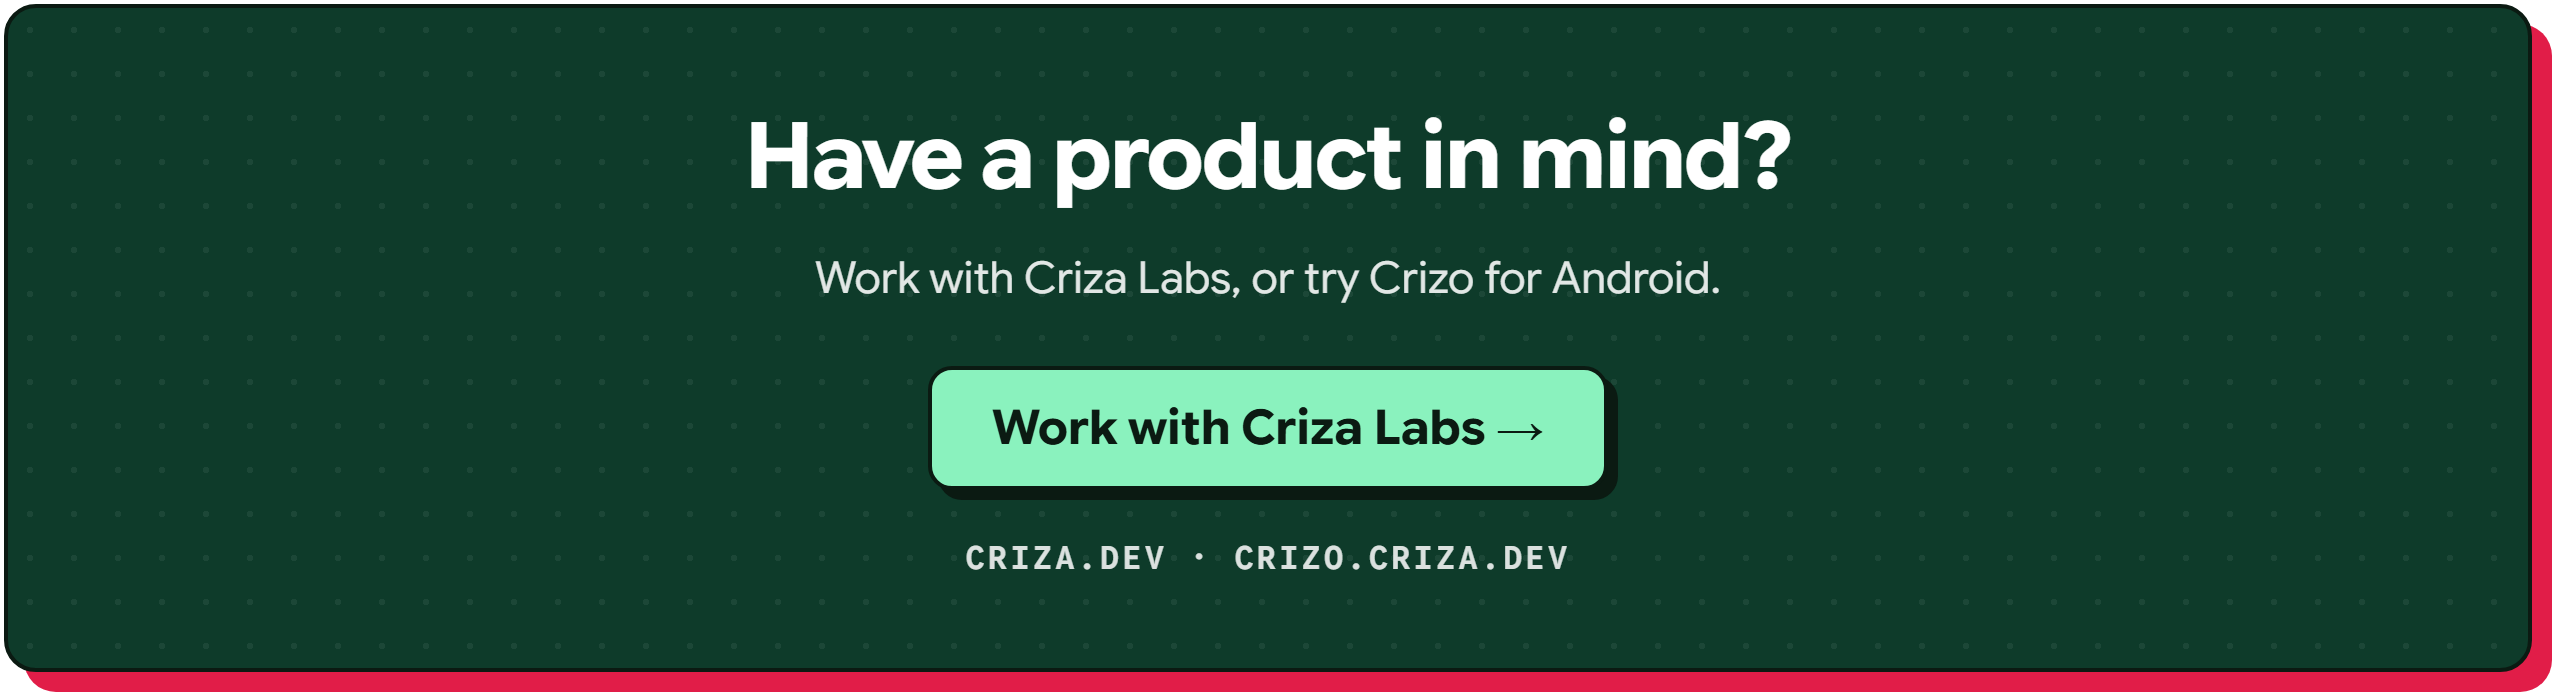 Have a product in mind?
Work with Criza Labs, or try Crizo for Android.
Work with Criza Labs →
CRIZA.DEV · CRIZO.CRIZA.DEV